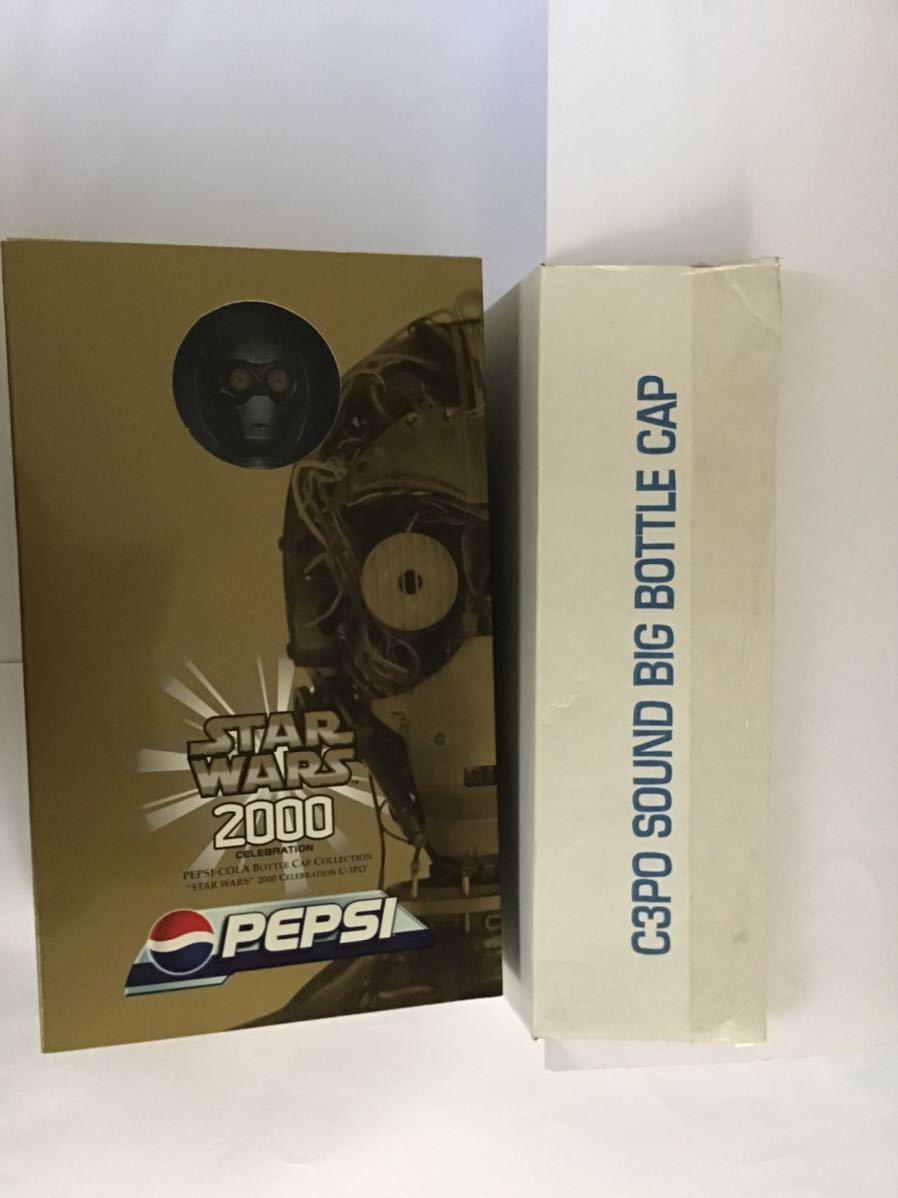 STAR
WARS
2000
CELEBRATION
PEPSI-COLA BOTTLE CAP COLLECTION
"STAR WARS" 2000 CELEBRATION C-3PO
PEPSI
C3PO SOUND BIG BOTTLE CAP